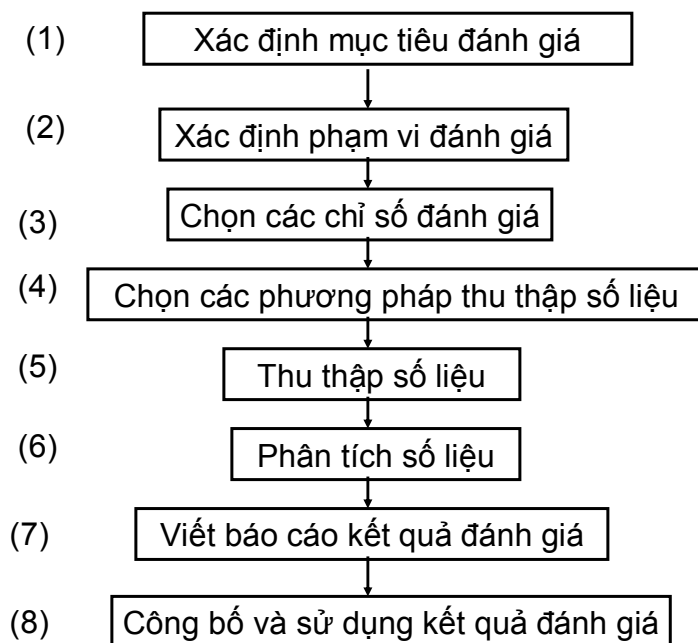 (1) Xác định mục tiêu đánh giá
(2) Xác định phạm vi đánh giá
(3) Chọn các chỉ số đánh giá
(4) Chọn các phương pháp thu thập số liệu
(5) Thu thập số liệu
(6) Phân tích số liệu
(7) Viết báo cáo kết quả đánh giá
(8) Công bố và sử dụng kết quả đánh giá